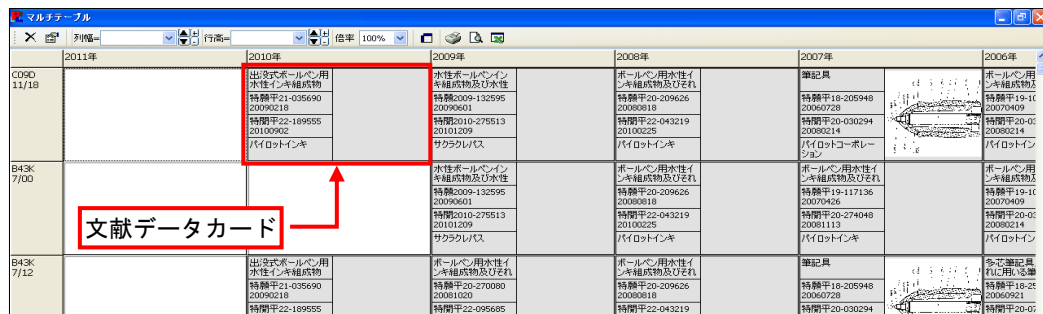 マルチテーブル
列幅= 行高= 倍率 100%
2011年 2010年 2009年 2008年 2007年 2006年
C09D
11/18
出没式ボールペン用
水性インキ組成物
特願平21-035690
20090218
特開平22-189555
20100902
パイロットインキ
水性ボールペンイン
キ組成物及び水性
特願2009-132595
20090601
特開2010-275513
20101209
サクラクレパス
ボールペン用水性イ
ンキ組成物及びそれ
特願平20-209626
20080818
特開平22-043219
20100225
パイロットインキ
筆記具
特願平18-205948
20060728
特開平20-030294
20080214
パイロットコーポレー
ション
ボールペン用
ンキ組成物及
特願平19-10
20070409
特開平20-03
20080214
パイロットイン
B43K
7/00
水性ボールペンイン
キ組成物及び水性
特願2009-132595
20090601
特開2010-275513
20101209
サクラクレパス
ボールペン用水性イ
ンキ組成物及びそれ
特願平20-209626
20080818
特開平22-043219
20100225
パイロットインキ
ボールペン用水性イ
ンキ組成物及びそれ
特願平19-117136
20070426
特開平20-274048
20081113
パイロットインキ
ボールペン用
ンキ組成物及
特願平19-10
20070409
特開平20-03
20080214
パイロットイン
文献データカード
B43K
7/12
出没式ボールペン用
水性インキ組成物
特願平21-035690
20090218
特開平22-189555
ボールペン用水性イ
ンキ組成物及びそれ
特願平20-270080
20081020
特開平22-095685
ボールペン用水性イ
ンキ組成物及びそれ
特願平20-209626
20080818
特開平22-043219
筆記具
特願平18-205948
20060728
特開平20-030294
多芯筆記具
れに用いる筆
特願平18-25
20060921
特開平20-07